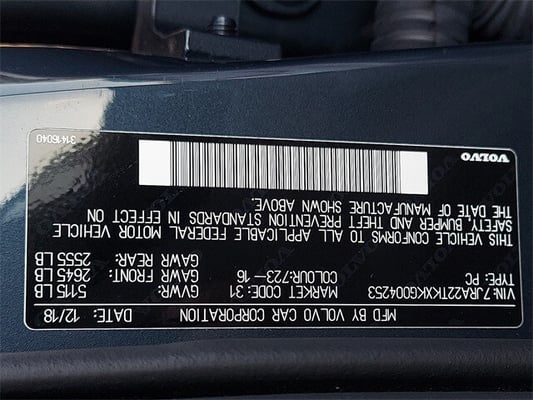 MFD BY VOLVO CAR CORPORATION DATE: 12/18
VIN: 7JRA22TKXKG004253 GVWR: 5115 LB
TYPE: PC MARKET CODE: 31 GAWR FRONT: 2645 LB
COLOUR:723-16 GAWR REAR: 2555 LB
THIS VEHICLE CONFORMS TO ALL APPLICABLE FEDERAL MOTOR VEHICLE
SAFETY, BUMPER AND THEFT PREVENTION STANDARDS IN EFFECT ON
THE DATE OF MANUFACTURE SHOWN ABOVE.
VOLVO 31416040